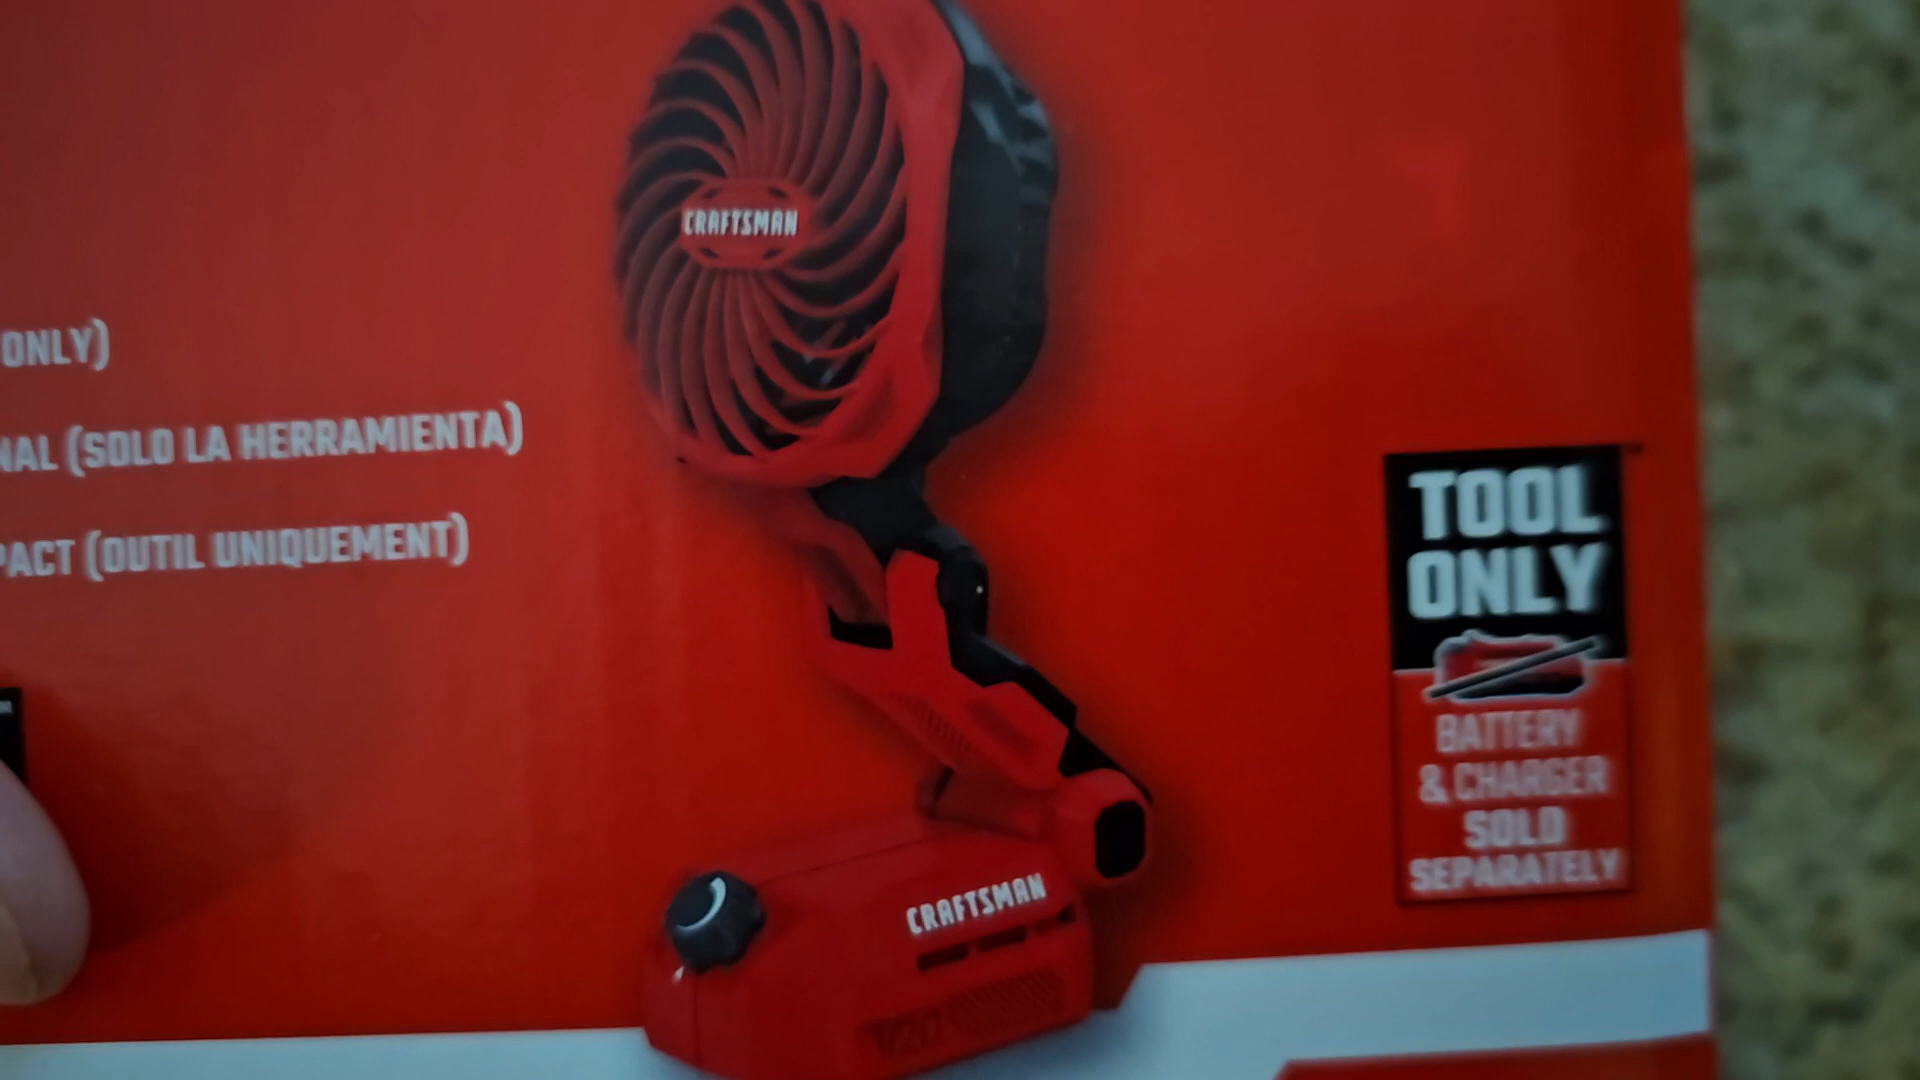 CRAFTSMAN
ONLY)
NAL (SOLO LA HERRAMIENTA)
PACT (OUTIL UNIQUEMENT)
TOOL
ONLY
BATTERY
& CHARGER
SOLD
SEPARATELY
CRAFTSMAN
V20